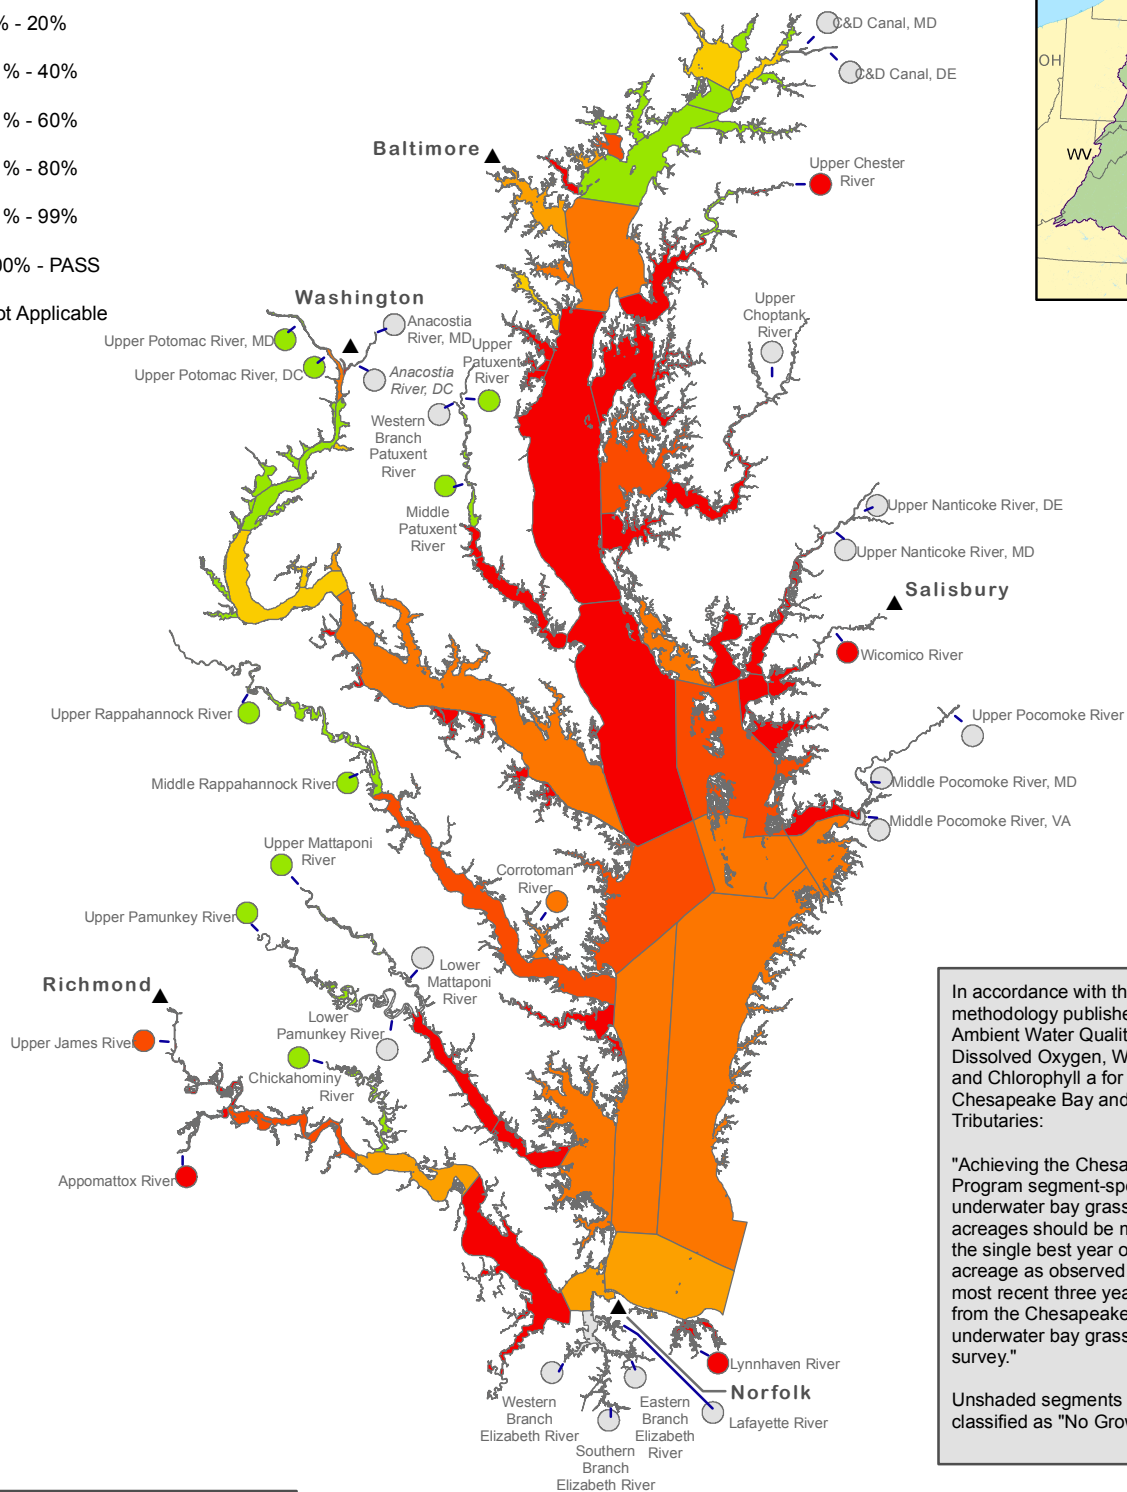 % - 20%
% - 40%
% - 60%
% - 80%
% - 99%
00% - PASS
ot Applicable
C&D Canal, MD
C&D Canal, DE
OH
WV
Baltimore
Upper Chester
River
Washington
Upper Potomac River, MD
Upper Potomac River, DC
Anacostia
River, MD
Anacostia
River, DC
Upper
Patuxent
River
Western
Branch
Patuxent
River
Middle
Patuxent
River
Upper
Choptank
River
Upper Nanticoke River, DE
Upper Nanticoke River, MD
Salisbury
Wicomico River
Upper Rappahannock River
Middle Rappahannock River
Upper Pocomoke River
Middle Pocomoke River, MD
Middle Pocomoke River, VA
Upper Mattaponi
River
Corrotoman
River
Upper Pamunkey River
Lower
Mattaponi
River
Richmond
Lower
Pamunkey River
Upper James River
Chickahominy
River
Appomattox River
In accordance with th
methodology publishe
Ambient Water Qualit
Dissolved Oxygen, W
and Chlorophyll a for
Chesapeake Bay and
Tributaries:
"Achieving the Chesa
Program segment-spe
underwater bay grass
acreages should be m
the single best year o
acreage as observed
most recent three yea
from the Chesapeake
underwater bay grass
survey."
Unshaded segments
classified as "No Grow
Lynnhaven River
Norfolk
Lafayette River
Western
Branch
Elizabeth River
Eastern
Branch
Elizabeth
River
Southern
Branch
Elizabeth River